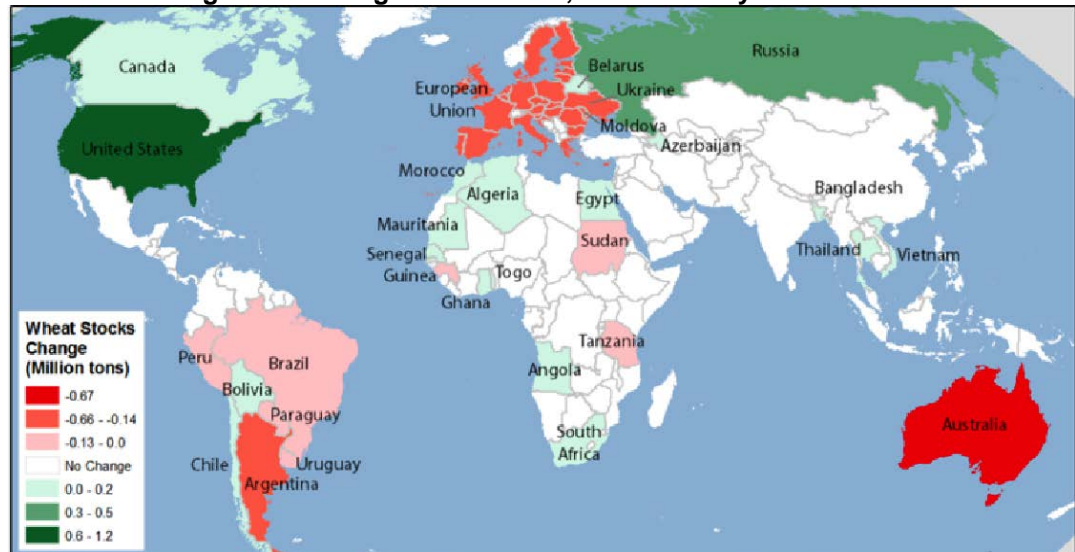 Canada
Russia
Belarus
European
Union
Ukraine
Moldova
United States
Azerbaijan
Morocco
Algeria
Egypt
Bangladesh
Mauritania
Sudan
Senegal
Thailand
Vietnam
Guinea
Togo
Ghana
Wheat Stocks
Change
(Million tons)
-0.67
-0.66 - -0.14
-0.13 - 0.0
No Change
0.0 - 0.2
0.3 - 0.5
0.6 - 1.2
Peru
Brazil
Tanzania
Bolivia
Angola
Paraguay
Australia
South
Africa
Chile
Uruguay
Argentina